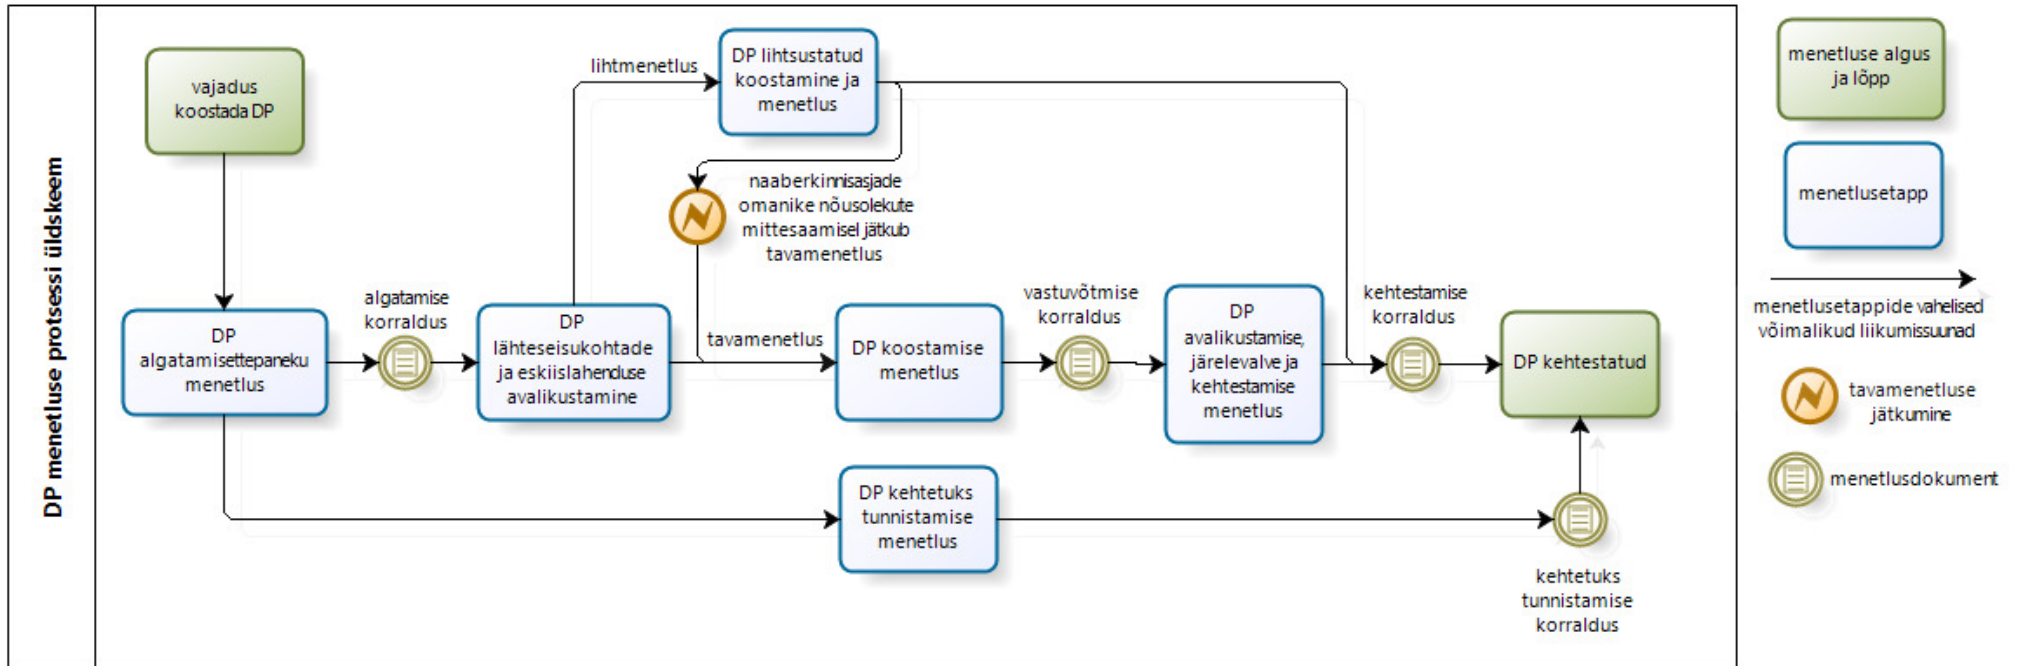 DP menetluse protsessi üldskeem
vajadus
koostada DP
DP
algatamisettepaneku
menetlus
algatamise
korraldus
DP
lähteseisukohtade
ja eskiislahenduse
avalikustamine
lihtmenetlus
DP lihtsustatud
koostamine ja
menetlus
naaberkinnisasjade
omanike nõusolekute
mittesaamisel jätkub
tavamenetlus
tavamenetlus
DP koostamise
menetlus
vastuvõtmise
korraldus
DP
avalikustamise,
järelevalve ja
kehtestamise
menetlus
kehtestamise
korraldus
DP kehtestatud
DP kehtetuks
tunnistamise
menetlus
kehtetuks
tunnistamise
korraldus
menetluse algus
ja lõpp
menetlusetapp
menetlusetappide vahelised
võimalikud liikumissuunad
tavamenetluse
jätkumine
menetlusdokument